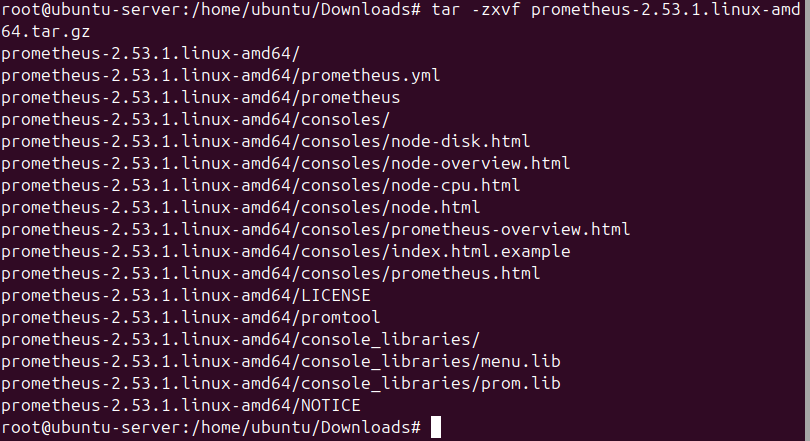 root@ubuntu-server:/home/ubuntu/Downloads# tar -zxvf prometheus-2.53.1.linux-amd
64.tar.gz
prometheus-2.53.1.linux-amd64/
prometheus-2.53.1.linux-amd64/prometheus.yml
prometheus-2.53.1.linux-amd64/prometheus
prometheus-2.53.1.linux-amd64/consoles/
prometheus-2.53.1.linux-amd64/consoles/node-disk.html
prometheus-2.53.1.linux-amd64/consoles/node-overview.html
prometheus-2.53.1.linux-amd64/consoles/node-cpu.html
prometheus-2.53.1.linux-amd64/consoles/node.html
prometheus-2.53.1.linux-amd64/consoles/prometheus-overview.html
prometheus-2.53.1.linux-amd64/consoles/index.html.example
prometheus-2.53.1.linux-amd64/consoles/prometheus.html
prometheus-2.53.1.linux-amd64/LICENSE
prometheus-2.53.1.linux-amd64/promtool
prometheus-2.53.1.linux-amd64/console_libraries/
prometheus-2.53.1.linux-amd64/console_libraries/menu.lib
prometheus-2.53.1.linux-amd64/console_libraries/prom.lib
prometheus-2.53.1.linux-amd64/NOTICE
root@ubuntu-server:/home/ubuntu/Downloads#